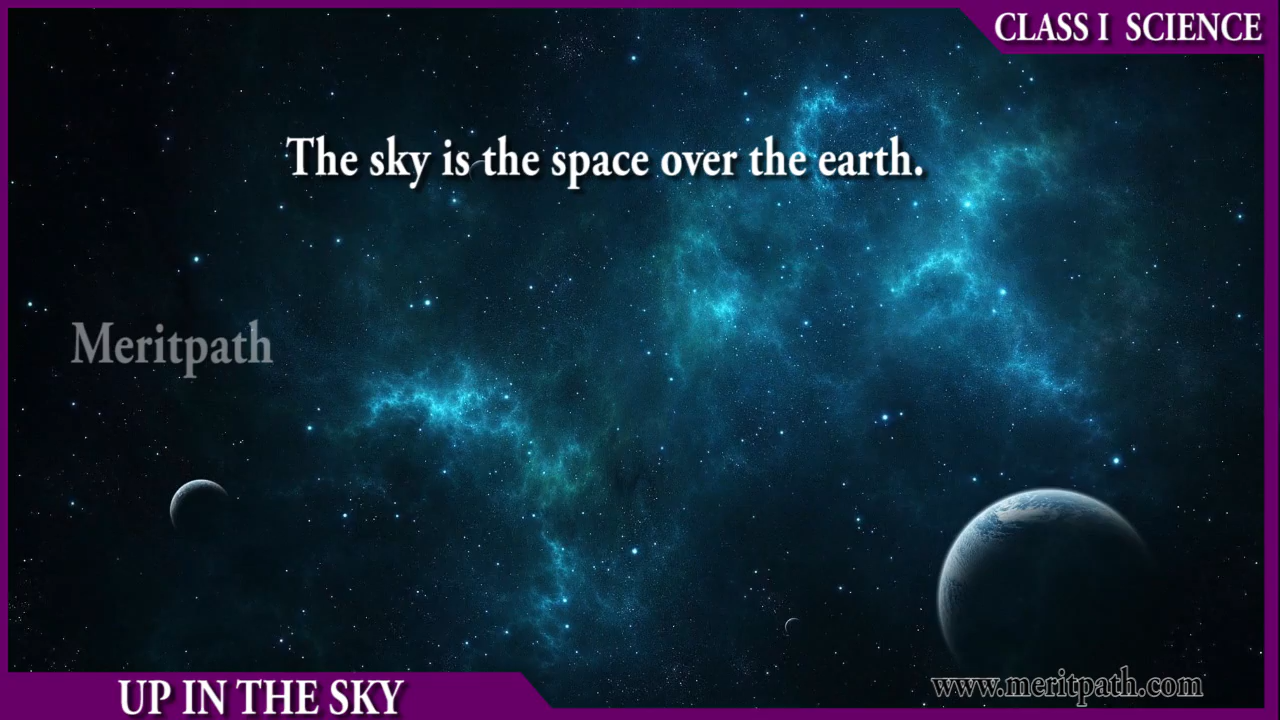 CLASS I SCIENCE
The sky is the space over the earth.
Meritpath
www.meritpath.com
UP IN THE SKY